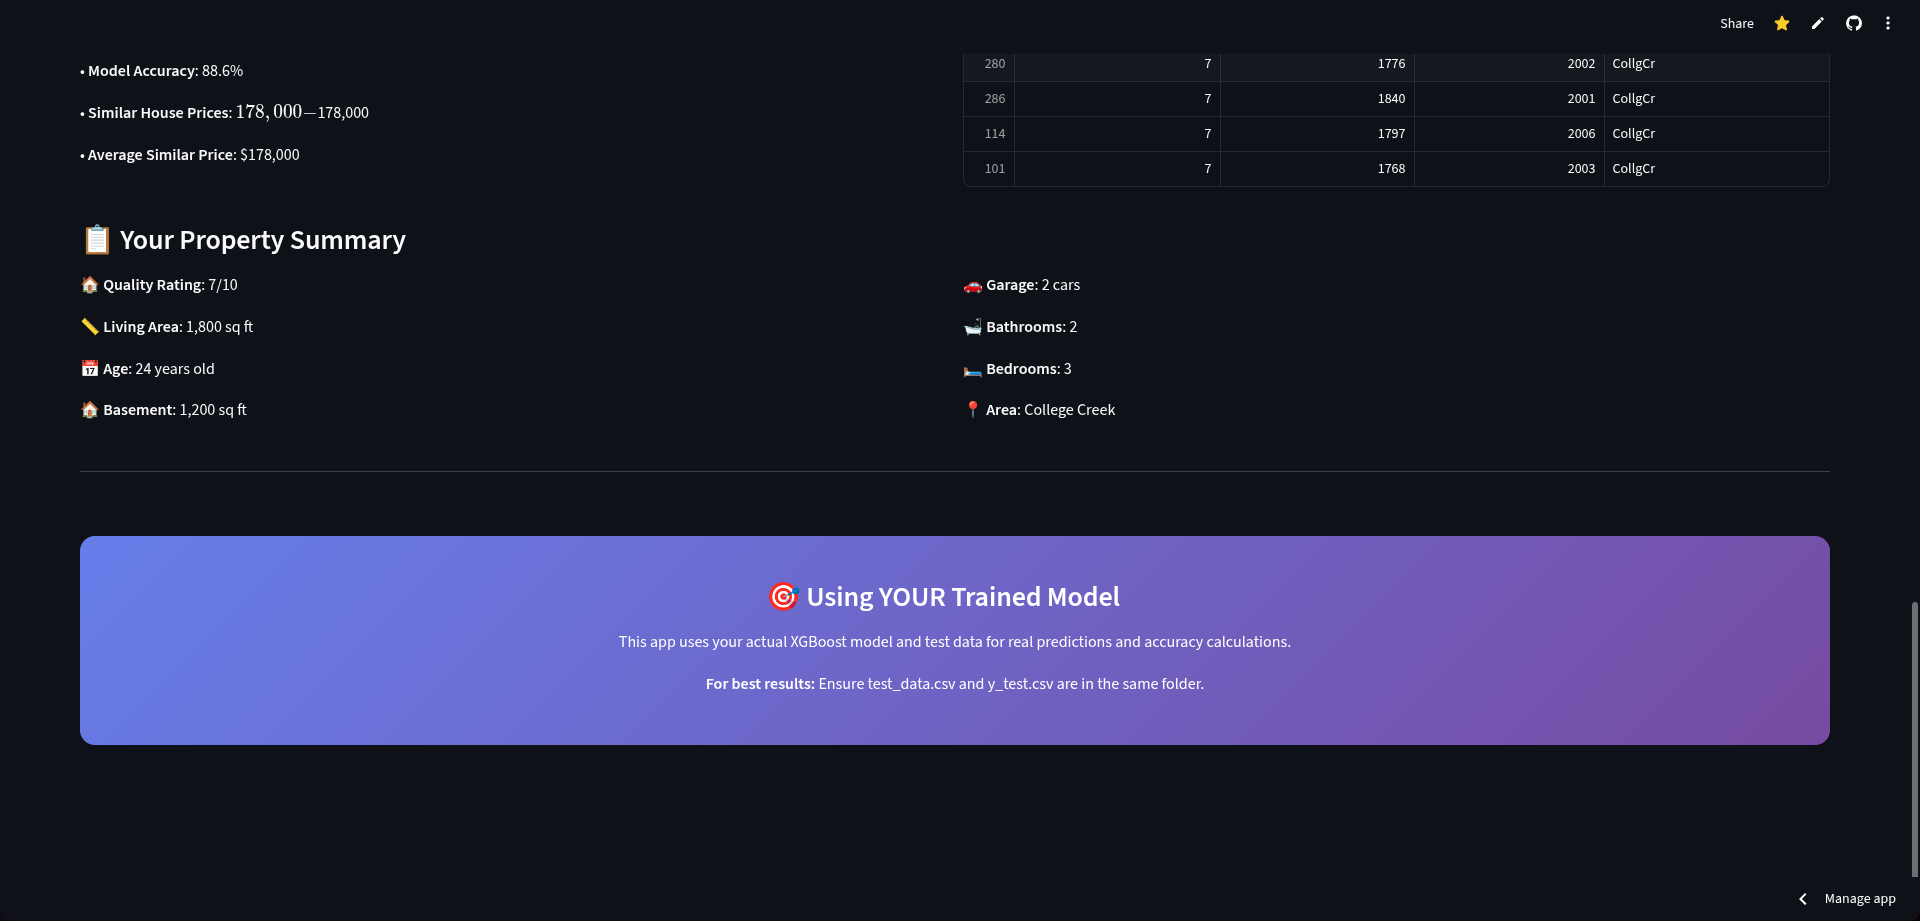 Share
• Model Accuracy: 88.6%
• Similar House Prices: 178,000—178,000
• Average Similar Price: $178,000
280 7 1776 2002 CollgCr
286 7 1840 2001 CollgCr
114 7 1797 2006 CollgCr
101 7 1768 2003 CollgCr
📋 Your Property Summary
🏠 Quality Rating: 7/10
📏 Living Area: 1,800 sq ft
📅 Age: 24 years old
🏠 Basement: 1,200 sq ft
🚗 Garage: 2 cars
🛁 Bathrooms: 2
🛏️ Bedrooms: 3
📍 Area: College Creek
🎯 Using YOUR Trained Model
This app uses your actual XGBoost model and test data for real predictions and accuracy calculations.
For best results: Ensure test_data.csv and y_test.csv are in the same folder.
Manage app